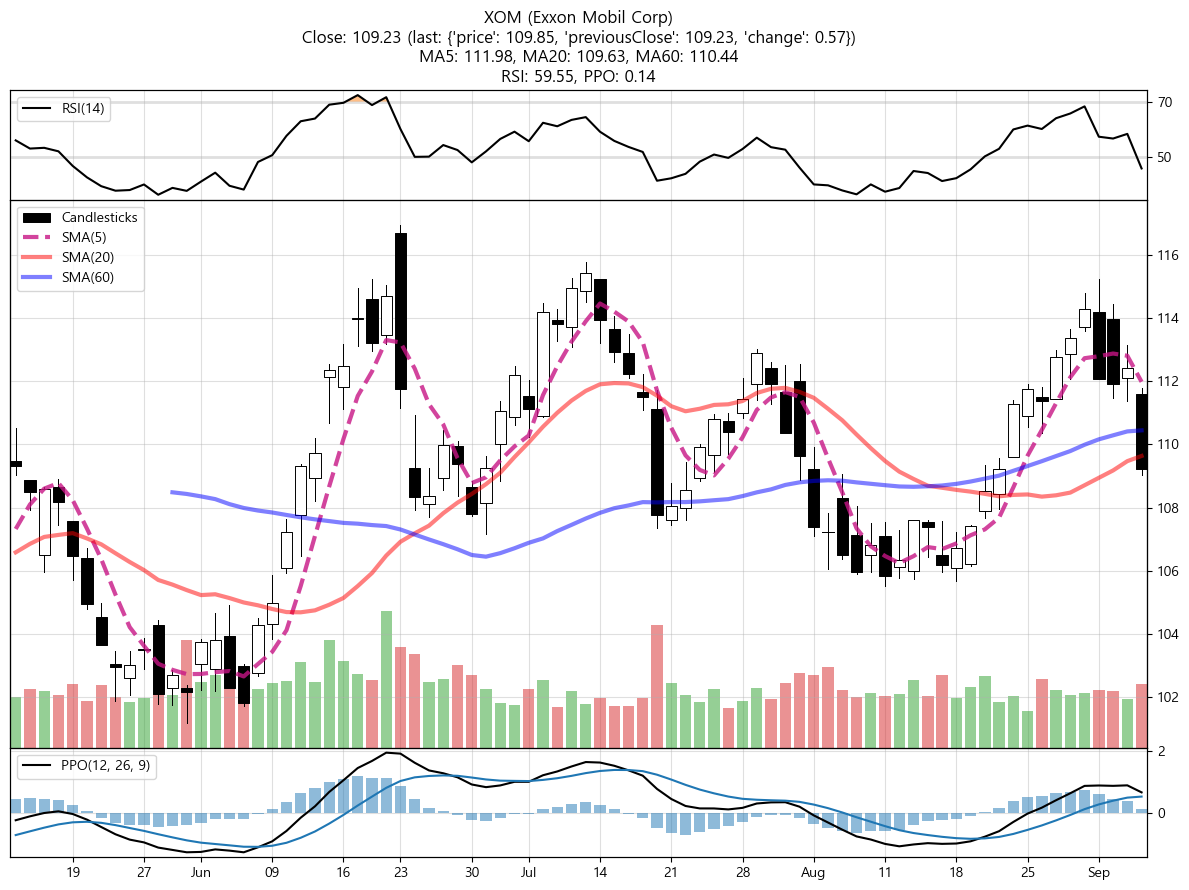 XOM (Exxon Mobil Corp)
Close: 109.23 (last: {'price': 109.85, 'previousClose': 109.23, 'change': 0.57})
MA5: 111.98, MA20: 109.63, MA60: 110.44
RSI: 59.55, PPO: 0.14
RSI(14)
70
50
Candlesticks
SMA(5)
SMA(20)
SMA(60)
116
114
112
110
108
106
104
102
PPO(12, 26, 9)
2
0
19 27 Jun 09 16 23 30 Jul 14 21 28 Aug 11 18 25 Sep